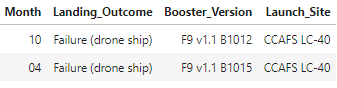 Month Landing_Outcome Booster_Version Launch_Site
10 Failure (drone ship) F9 v1.1 B1012 CCAFS LC-40
04 Failure (drone ship) F9 v1.1 B1015 CCAFS LC-40